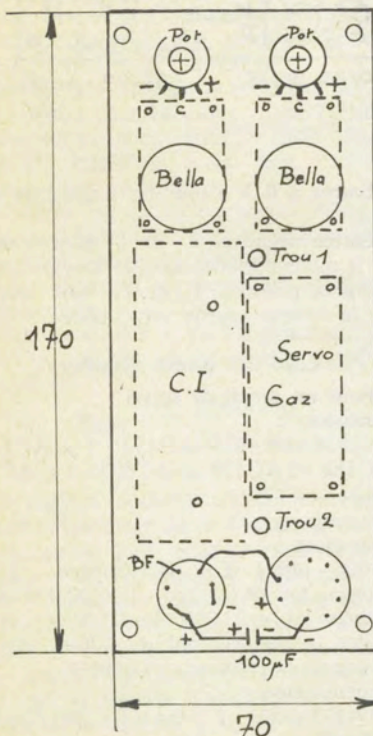 Pot. Pot.
- + - +
C C
Bella Bella
Trou 1
170
C.I
Servo
Gaz
Trou 2
BF
- +
+ - -
100µF
70